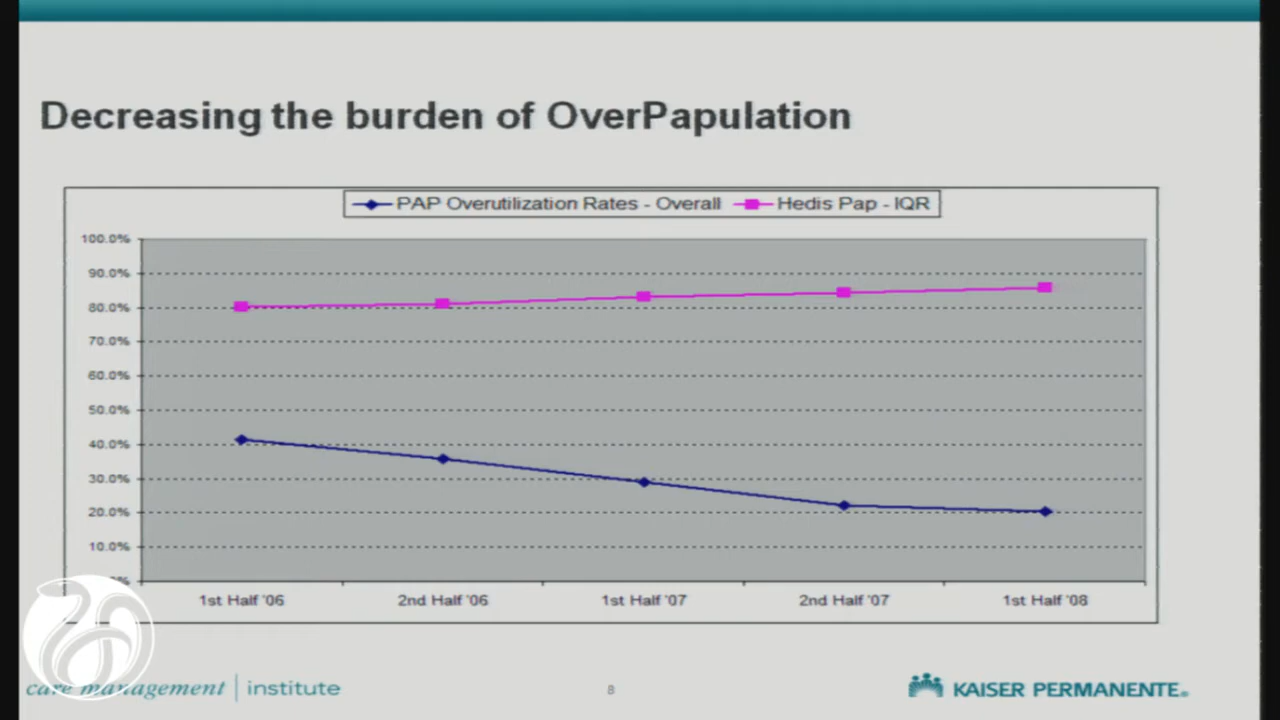 Decreasing the burden of OverPapulation
PAP Overutilization Rates - Overall Hedis Pap - IQR
100.0%
90.0%
80.0%
70.0%
60.0%
50.0%
40.0%
30.0%
20.0%
10.0%
1st Half '06 2nd Half '06 1st Half '07 2nd Half '07 1st Half '08
care management institute
8
KAISER PERMANENTE®